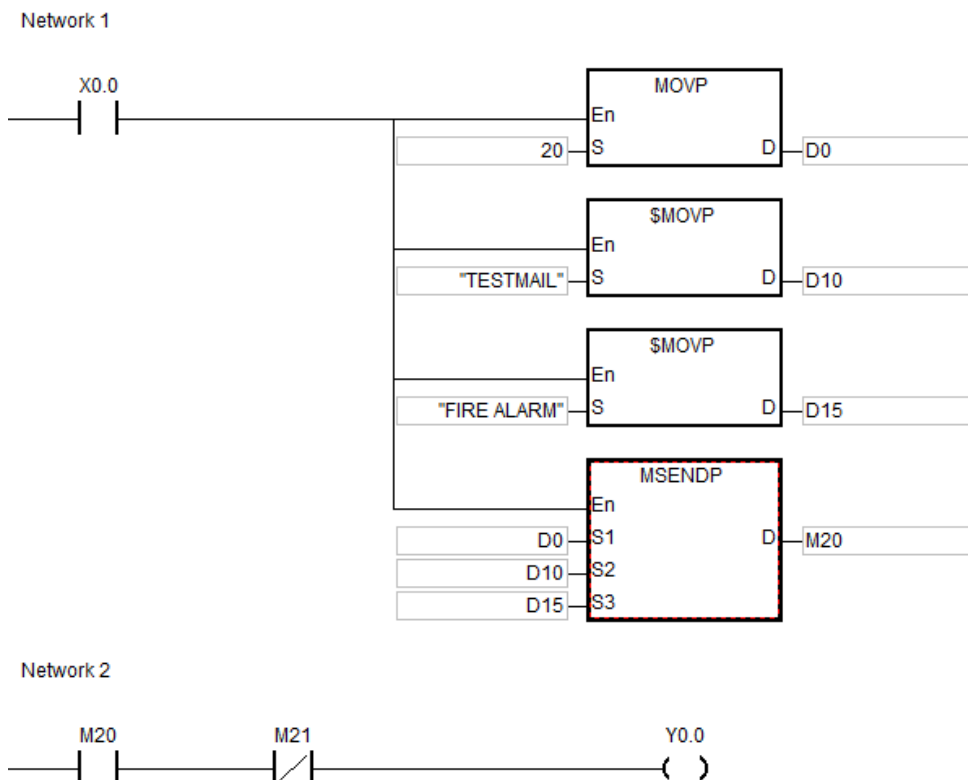 Network 1
X0.0
MOVP
En
20 S D D0
$MOVP
En
"TESTMAIL" S D D10
$MOVP
En
"FIRE ALARM" S D D15
MSENDP
En
D0 S1 D M20
D10 S2
D15 S3
Network 2
M20 M21 Y0.0